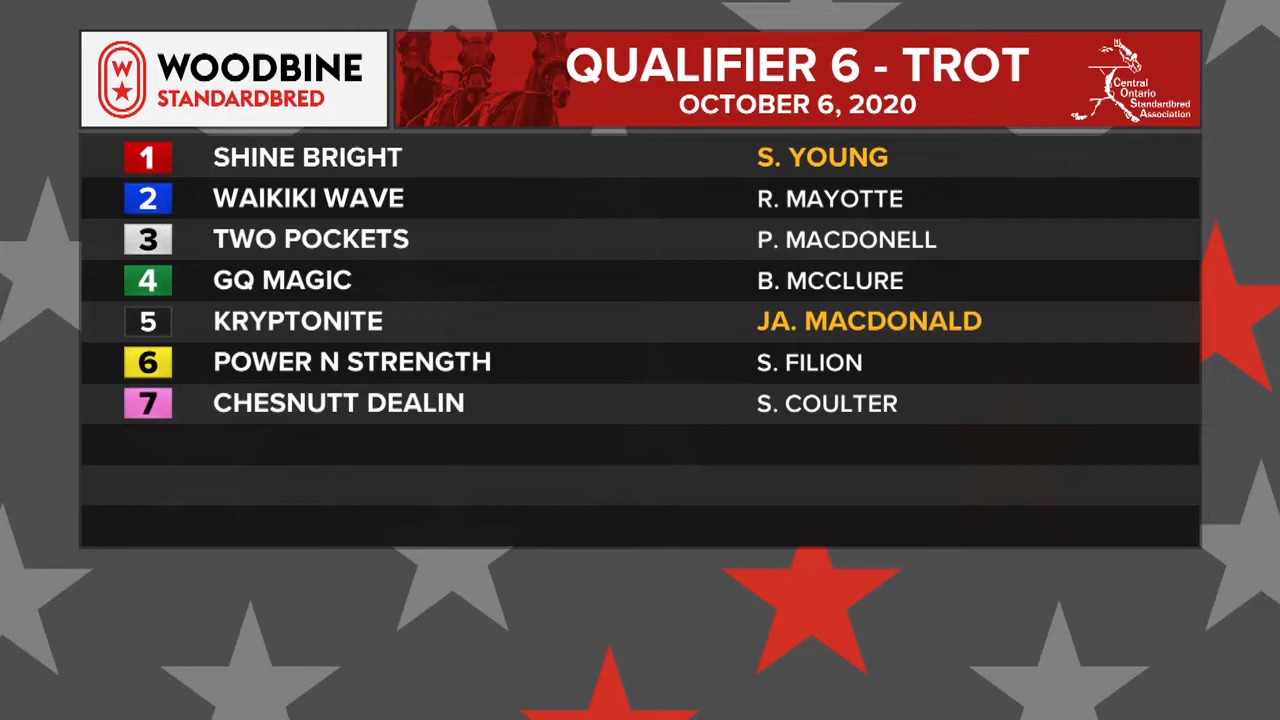 W
WOODBINE
STANDARDBRED
QUALIFIER 6 - TROT
OCTOBER 6, 2020
Central
Ontario
Standardbred
Association
1 SHINE BRIGHT S. YOUNG
2 WAIKIKI WAVE R. MAYOTTE
3 TWO POCKETS P. MACDONELL
4 GQ MAGIC B. MCCLURE
5 KRYPTONITE JA. MACDONALD
6 POWER N STRENGTH S. FILION
7 CHESNUTT DEALIN S. COULTER